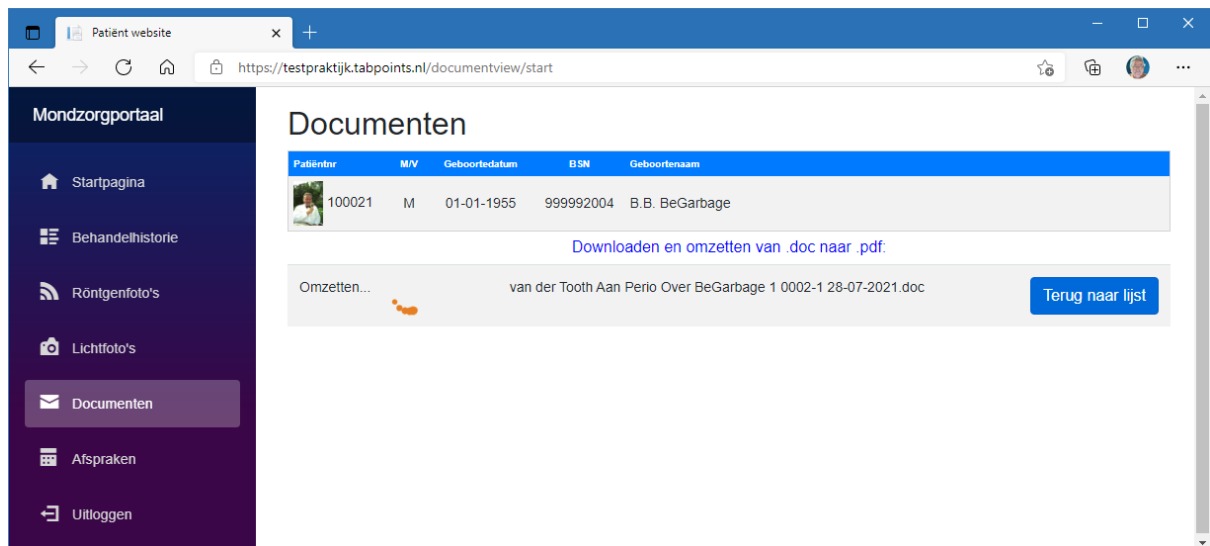 Patiënt website
https://testpraktijk.tabpoints.nl/documentview/start
Mondzorgportaal
Startpagina
Behandelhistorie
Röntgenfoto's
Lichtfoto's
Documenten
Afspraken
Uitloggen
Documenten
Patiëntnr M/V Geboortedatum BSN Geboortenaam
100021 M 01-01-1955 999992004 B.B. BeGarbage
Downloaden en omzetten van .doc naar .pdf:
Omzetten... van der Tooth Aan Perio Over BeGarbage 1 0002-1 28-07-2021.doc Terug naar lijst